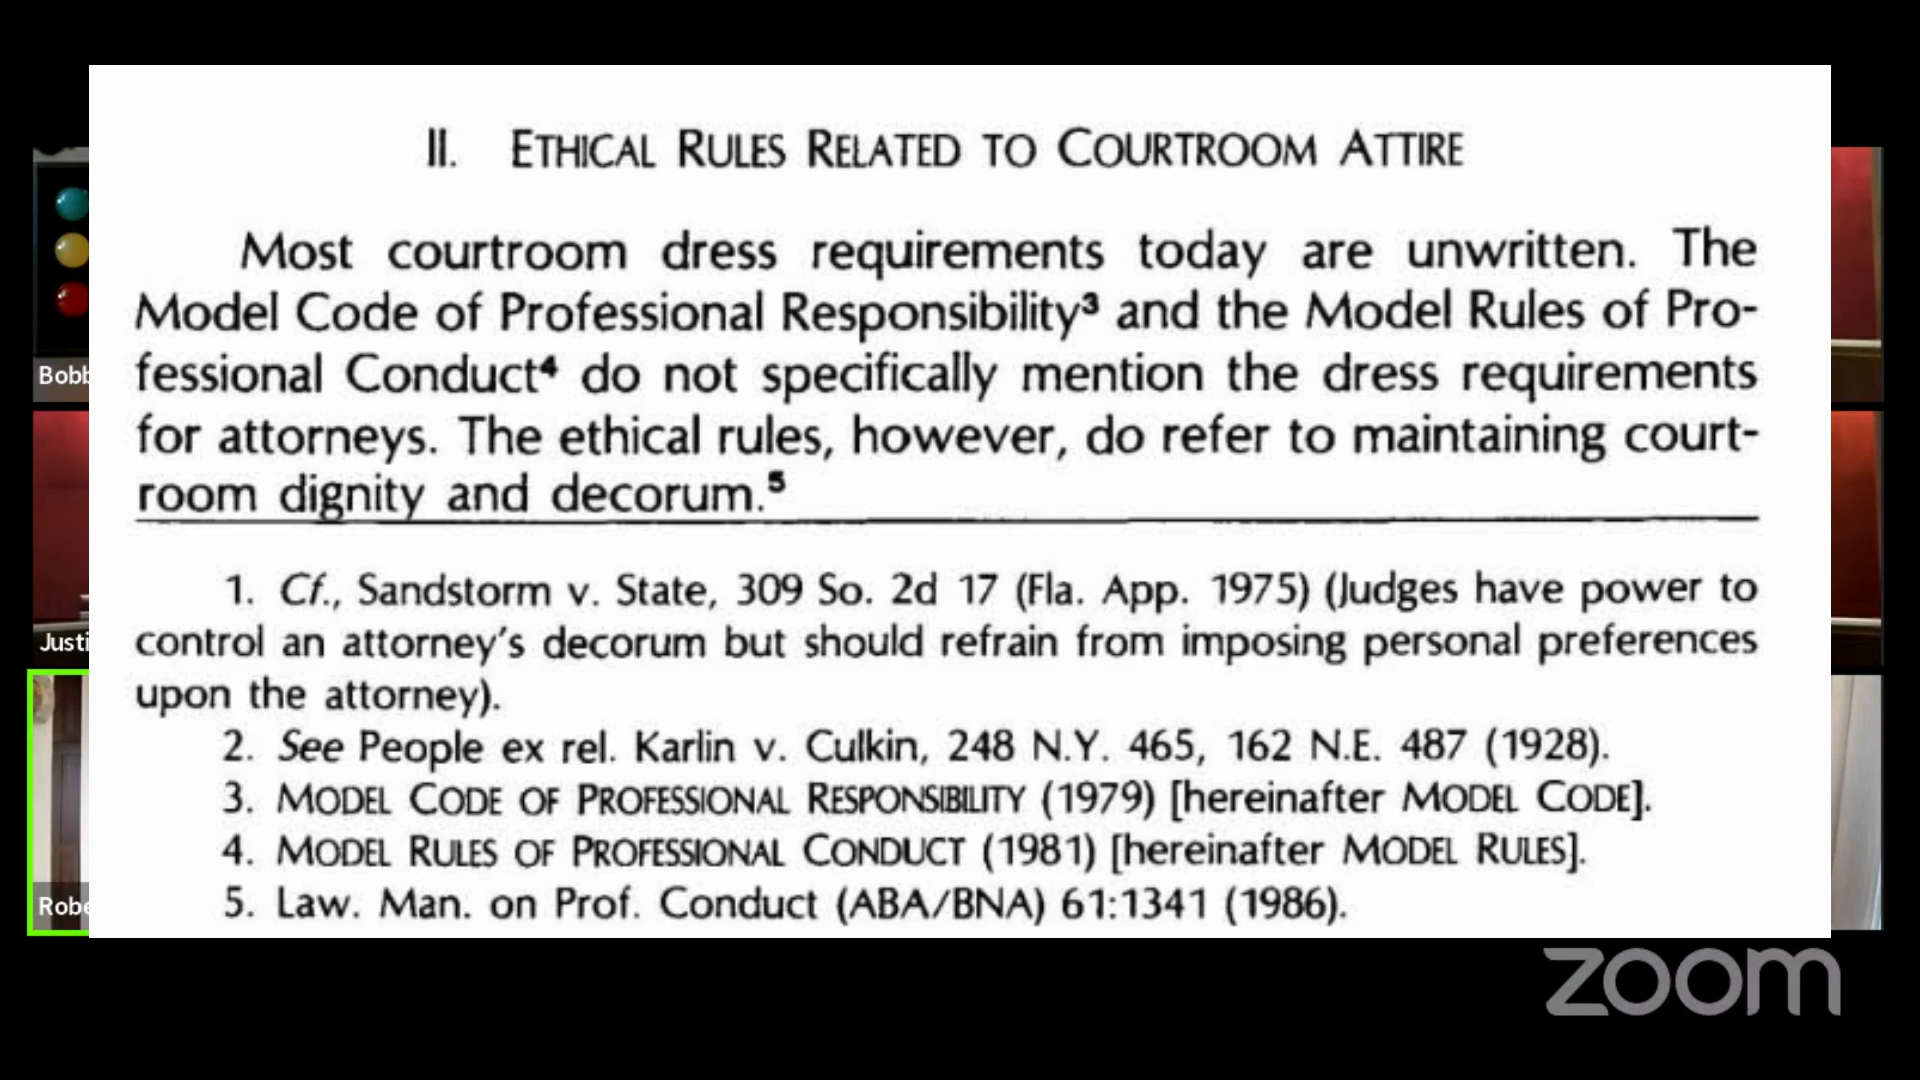 II. ETHICAL RULES RELATED TO COURTROOM ATTIRE
Most courtroom dress requirements today are unwritten. The
Model Code of Professional Responsibility³ and the Model Rules of Pro-
fessional Conduct⁴ do not specifically mention the dress requirements
for attorneys. The ethical rules, however, do refer to maintaining court-
room dignity and decorum.⁵
1. Cf., Sandstorm v. State, 309 So. 2d 17 (Fla. App. 1975) (Judges have power to
control an attorney's decorum but should refrain from imposing personal preferences
upon the attorney).
2. See People ex rel. Karlin v. Culkin, 248 N.Y. 465, 162 N.E. 487 (1928).
3. MODEL CODE OF PROFESSIONAL RESPONSIBILITY (1979) [hereinafter MODEL CODE].
4. MODEL RULES OF PROFESSIONAL CONDUCT (1981) [hereinafter MODEL RULES].
5. Law. Man. on Prof. Conduct (ABA/BNA) 61:1341 (1986).
Bobb
Justi
Robe
zoom